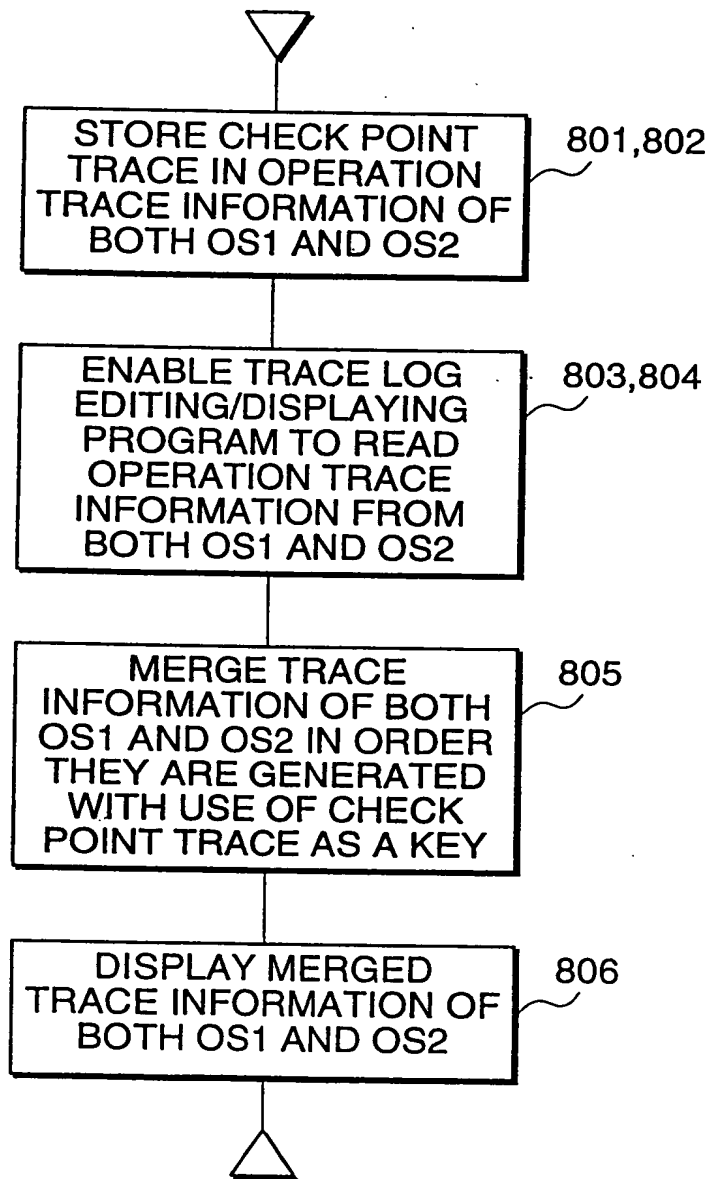 STORE CHECK POINT
TRACE IN OPERATION
TRACE INFORMATION OF
BOTH OS1 AND OS2
801,802
ENABLE TRACE LOG
EDITING/DISPLAYING
PROGRAM TO READ
OPERATION TRACE
INFORMATION FROM
BOTH OS1 AND OS2
803,804
MERGE TRACE
INFORMATION OF BOTH
OS1 AND OS2 IN ORDER
THEY ARE GENERATED
WITH USE OF CHECK
POINT TRACE AS A KEY
805
DISPLAY MERGED
TRACE INFORMATION OF
BOTH OS1 AND OS2
806